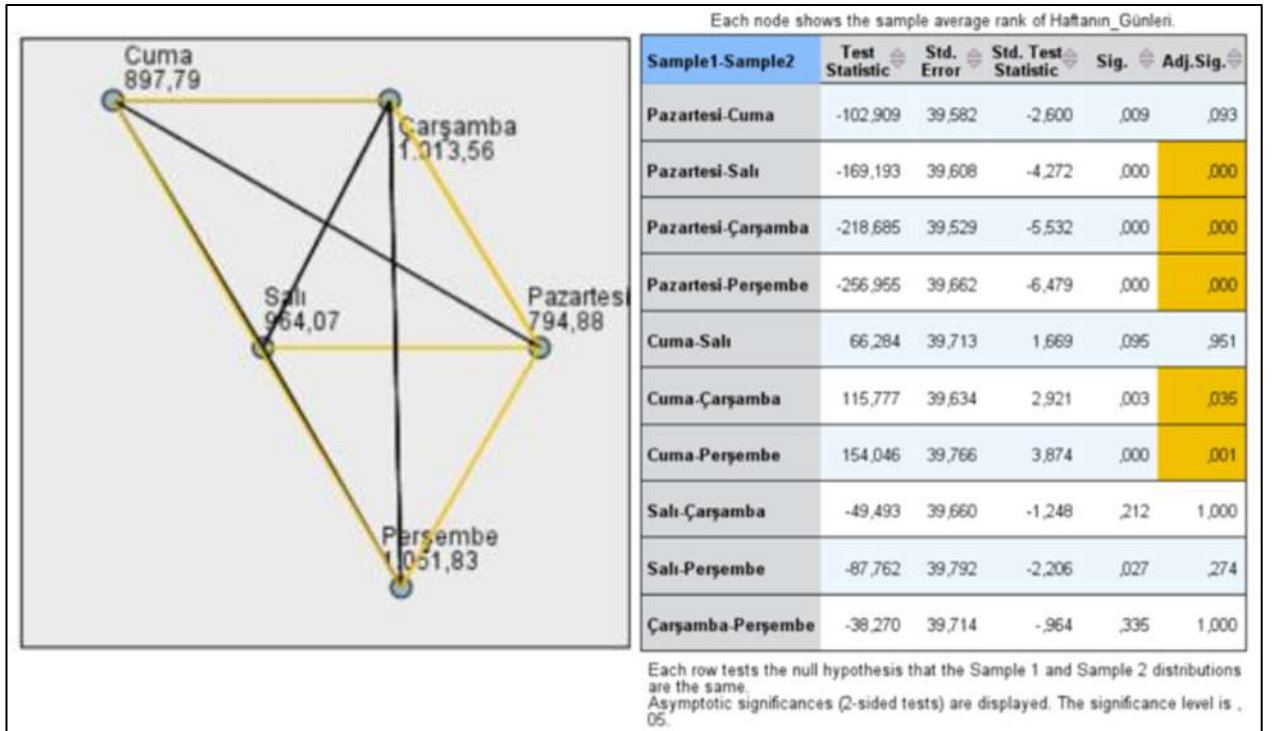 Each node shows the sample average rank of Haftanın_Günleri.
Cuma
897,79
Çarşamba
1.013,56
Salı
964,07
Pazartesi
794,88
Perşembe
1.051,83
Sample1-Sample2 Test Statistic Std. Error Std. Test Statistic Sig. Adj.Sig.
Pazartesi-Cuma -102,909 39,582 -2,600 ,009 ,093
Pazartesi-Salı -169,193 39,608 -4,272 ,000 ,000
Pazartesi-Çarşamba -218,685 39,529 -5,532 ,000 ,000
Pazartesi-Perşembe -256,955 39,662 -6,479 ,000 ,000
Cuma-Salı 66,284 39,713 1,669 ,095 ,951
Cuma-Çarşamba 115,777 39,634 2,921 ,003 ,035
Cuma-Perşembe 154,046 39,766 3,874 ,000 ,001
Salı-Çarşamba -49,493 39,660 -1,248 ,212 1,000
Salı-Perşembe -87,762 39,792 -2,206 ,027 ,274
Çarşamba-Perşembe -38,270 39,714 -,964 ,335 1,000
Each row tests the null hypothesis that the Sample 1 and Sample 2 distributions
are the same.
Asymptotic significances (2-sided tests) are displayed. The significance level is ,
05.